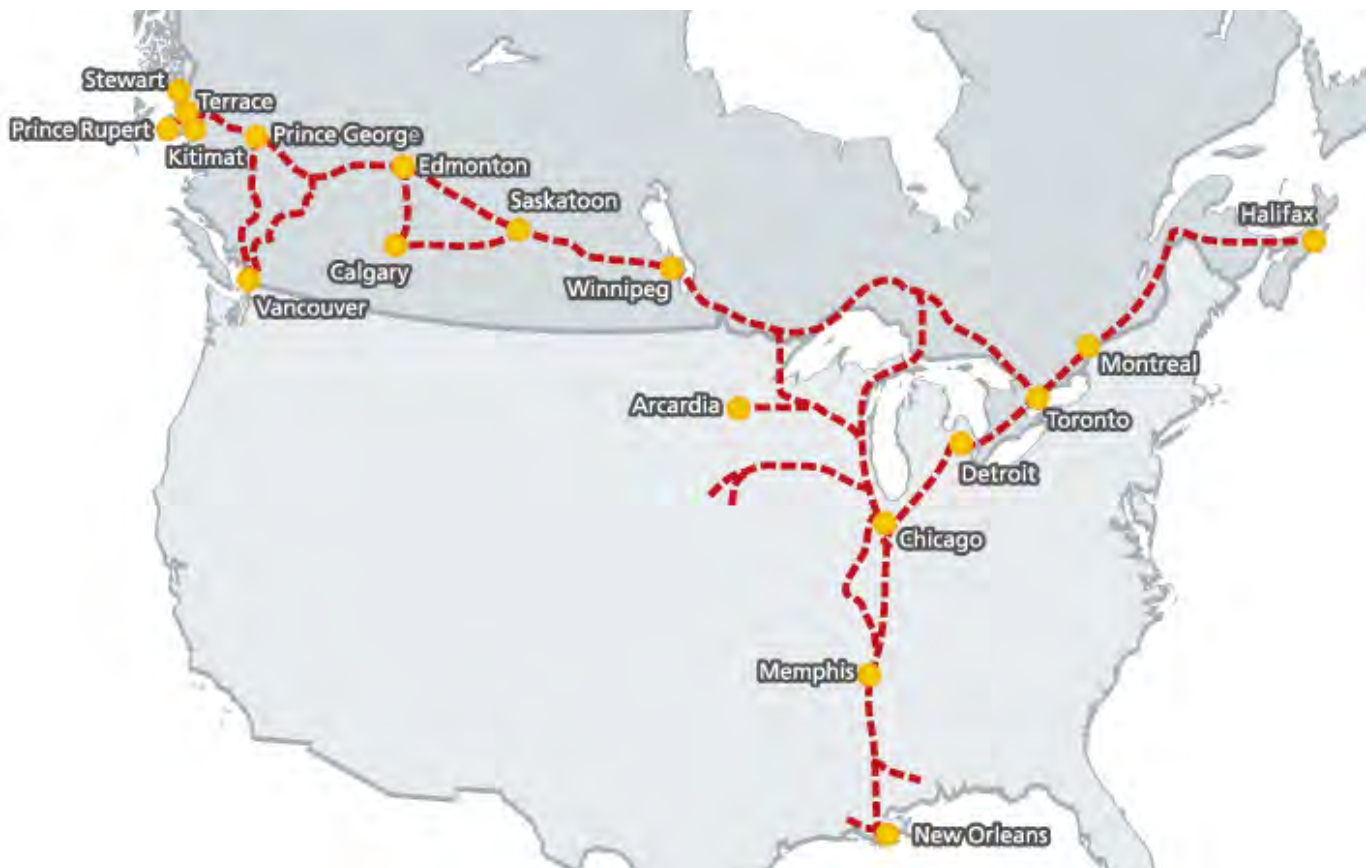 Stewart
Terrace
Prince Rupert
Prince George
Kitimat
Edmonton
Saskatoon
Halifax
Calgary
Winnipeg
Vancouver
Montreal
Arcardia
Toronto
Detroit
Chicago
Memphis
New Orleans